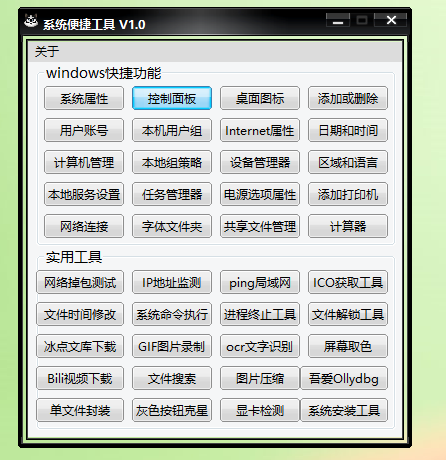 系统便捷工具 V1.0
关于
windows快捷功能
系统属性 控制面板 桌面图标 添加或删除
用户账号 本机用户组 Internet属性 日期和时间
计算机管理 本地组策略 设备管理器 区域和语言
本地服务设置 任务管理器 电源选项属性 添加打印机
网络连接 字体文件夹 共享文件管理 计算器
实用工具
网络掉包测试 IP地址监测 ping局域网 ICO获取工具
文件时间修改 系统命令执行 进程终止工具 文件解锁工具
冰点文库下载 GIF图片录制 ocr文字识别 屏幕取色
Bili视频下载 文件搜索 图片压缩 吾爱Ollydbg
单文件封装 灰色按钮克星 显卡检测 系统安装工具